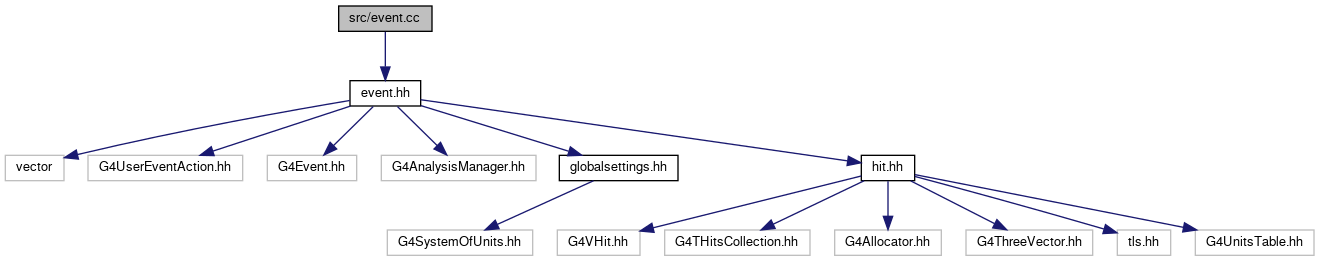 src/event.cc
event.hh
vector
G4UserEventAction.hh
G4Event.hh
G4AnalysisManager.hh
globalsettings.hh
hit.hh
G4SystemOfUnits.hh
G4VHit.hh
G4THitsCollection.hh
G4Allocator.hh
G4ThreeVector.hh
tls.hh
G4UnitsTable.hh